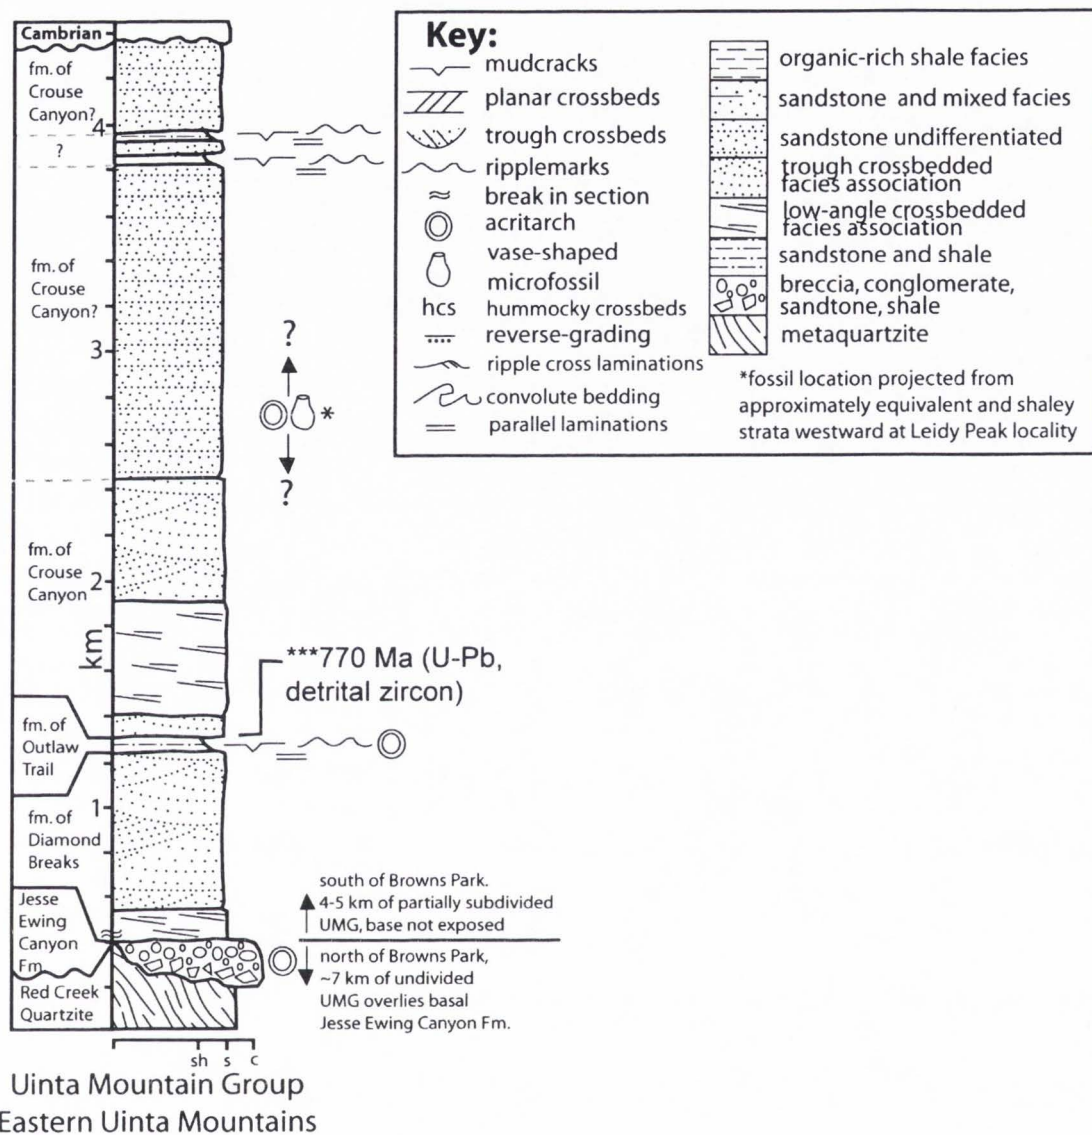 Cambrian
fm. of
Crouse
Canyon?
4
?
fm. of
Crouse
Canyon?
3
?
*
?
fm. of
Crouse
Canyon
2
km
***770 Ma (U-Pb,
detrital zircon)
fm. of
Outlaw
Trail
1
fm. of
Diamond
Breaks
Jesse
Ewing
Canyon
Fm
Red Creek
Quartzite
south of Browns Park.
4-5 km of partially subdivided
UMG, base not exposed
north of Browns Park,
~7 km of undivided
UMG overlies basal
Jesse Ewing Canyon Fm.
sh s c
Uinta Mountain Group
Eastern Uinta Mountains
Key:
mudcracks
planar crossbeds
trough crossbeds
ripplemarks
break in section
acritarch
vase-shaped
microfossil
hcs hummocky crossbeds
reverse-grading
ripple cross laminations
convolute bedding
parallel laminations
organic-rich shale facies
sandstone and mixed facies
sandstone undifferentiated
trough crossbedded
facies association
low-angle crossbedded
facies association
sandstone and shale
breccia, conglomerate,
sandtone, shale
metaquartzite
*fossil location projected from
approximately equivalent and shaley
strata westward at Leidy Peak locality